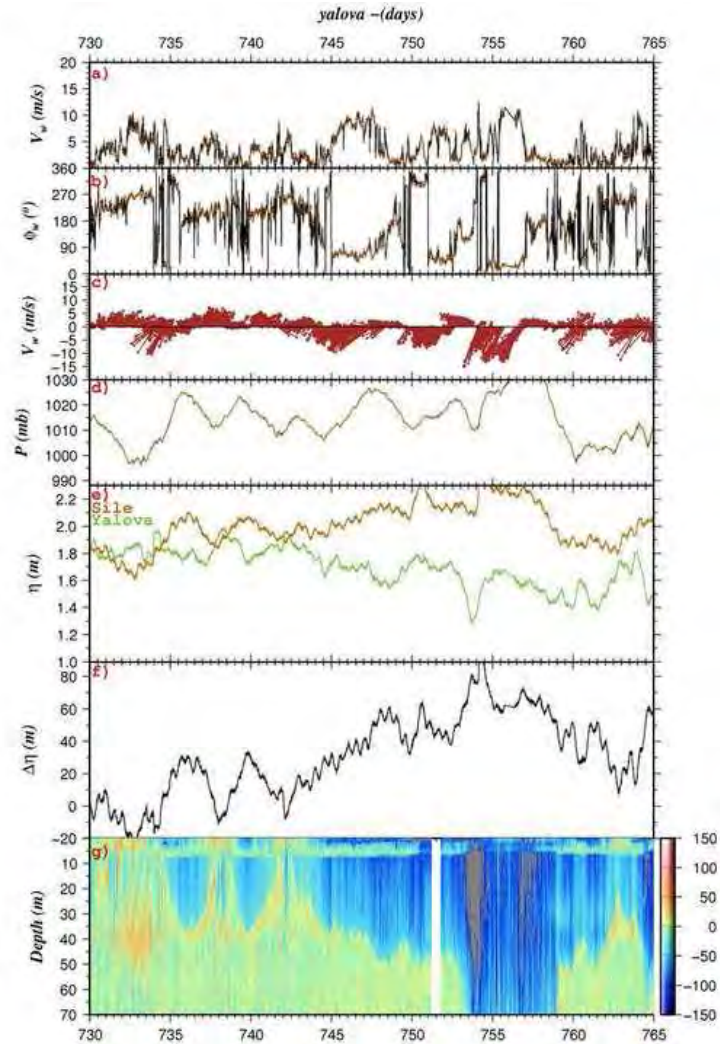 yalova -(days)
730 735 740 745 750 755 760 765
a)
20
15
10
5
V_w (m/s)
b)
360
270
180
90
0
Φ_w (°)
c)
15
10
5
0
-5
-10
-15
V_w (m/s)
d)
1030
1020
1010
1000
990
P (mb)
e)
Sile
Yalova
2.2
2.0
1.8
1.6
1.4
1.2
1.0
η (m)
f)
80
60
40
20
0
-20
Δη (m)
g)
10
20
30
40
50
60
70
Depth (m)
150
100
50
0
-50
-100
-150
730 735 740 745 750 755 760 765